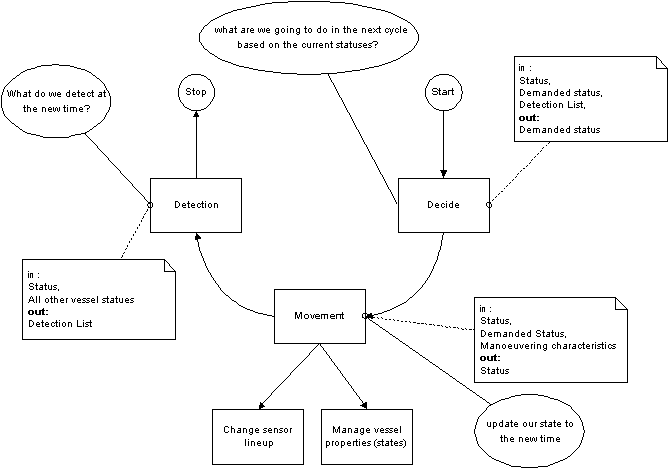 what are we going to do in the next cycle
based on the current statuses?
What do we detect at
the new time?
Stop
Start
in :
Status,
Demanded status,
Detection List,
out:
Demanded status
Detection
Decide
in :
Status,
All other vessel statues
out:
Detection List
Movement
in :
Status,
Demanded Status,
Manoeuvering characteristics
out:
Status
Change sensor
lineup
Manage vessel
properties (states)
update our state to
the new time